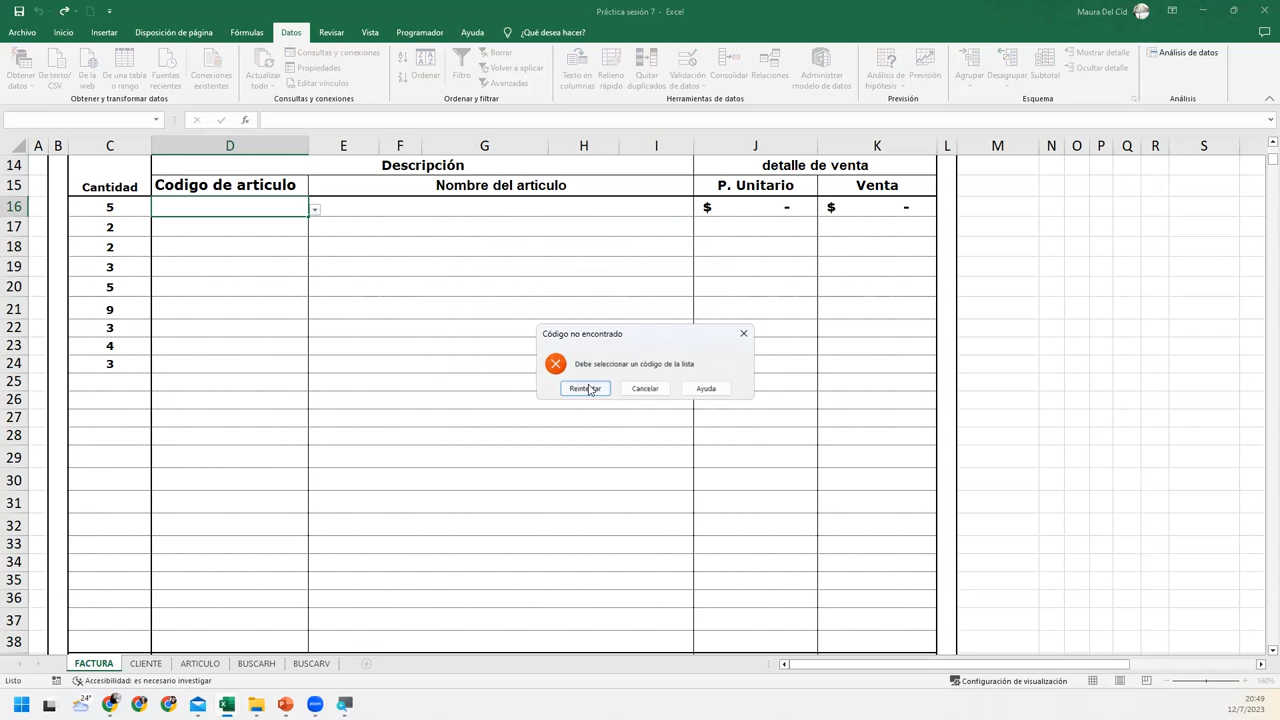 Práctica sesión 7 - Excel
Maura Del Cid
Archivo
Inicio
Insertar
Disposición de página
Fórmulas
Datos
Revisar
Vista
Programador
Ayuda
¿Qué desea hacer?
Obtener datos
De texto/CSV
De la web
De una tabla o rango
Fuentes recientes
Conexiones existentes
Obtener y transformar datos
Actualizar todo
Consultas y conexiones
Propiedades
Editar vínculos
Consultas y conexiones
Ordenar
Filtro
Borrar
Volver a aplicar
Avanzadas
Ordenar y filtrar
Texto en columnas
Relleno rápido
Quitar duplicados
Validación de datos
Consolidar
Relaciones
Administrar modelo de datos
Herramientas de datos
Análisis de hipótesis
Previsión
Previsión
Agrupar
Desagrupar
Subtotal
Mostrar detalle
Ocultar detalle
Esquema
Análisis de datos
Análisis
fx
A B C D E F G H I J K L M N O P Q R S
14 Descripción detalle de venta
15 Cantidad Codigo de articulo Nombre del articulo P. Unitario Venta
16 5 $ - $ -
17 2
18 2
19 3
20 5
21 9
22 3
23 4
24 3
25
26
27
28
29
30
31
32
33
34
35
36
37
38
Código no encontrado
Debe seleccionar un código de la lista
Cancelar
Ayuda
FACTURA
CLIENTE
ARTICULO
BUSCARH
BUSCARV
Listo
Accesibilidad: es necesario investigar
Configuración de visualización
160%
24°
zoom
20:49
12/7/2023